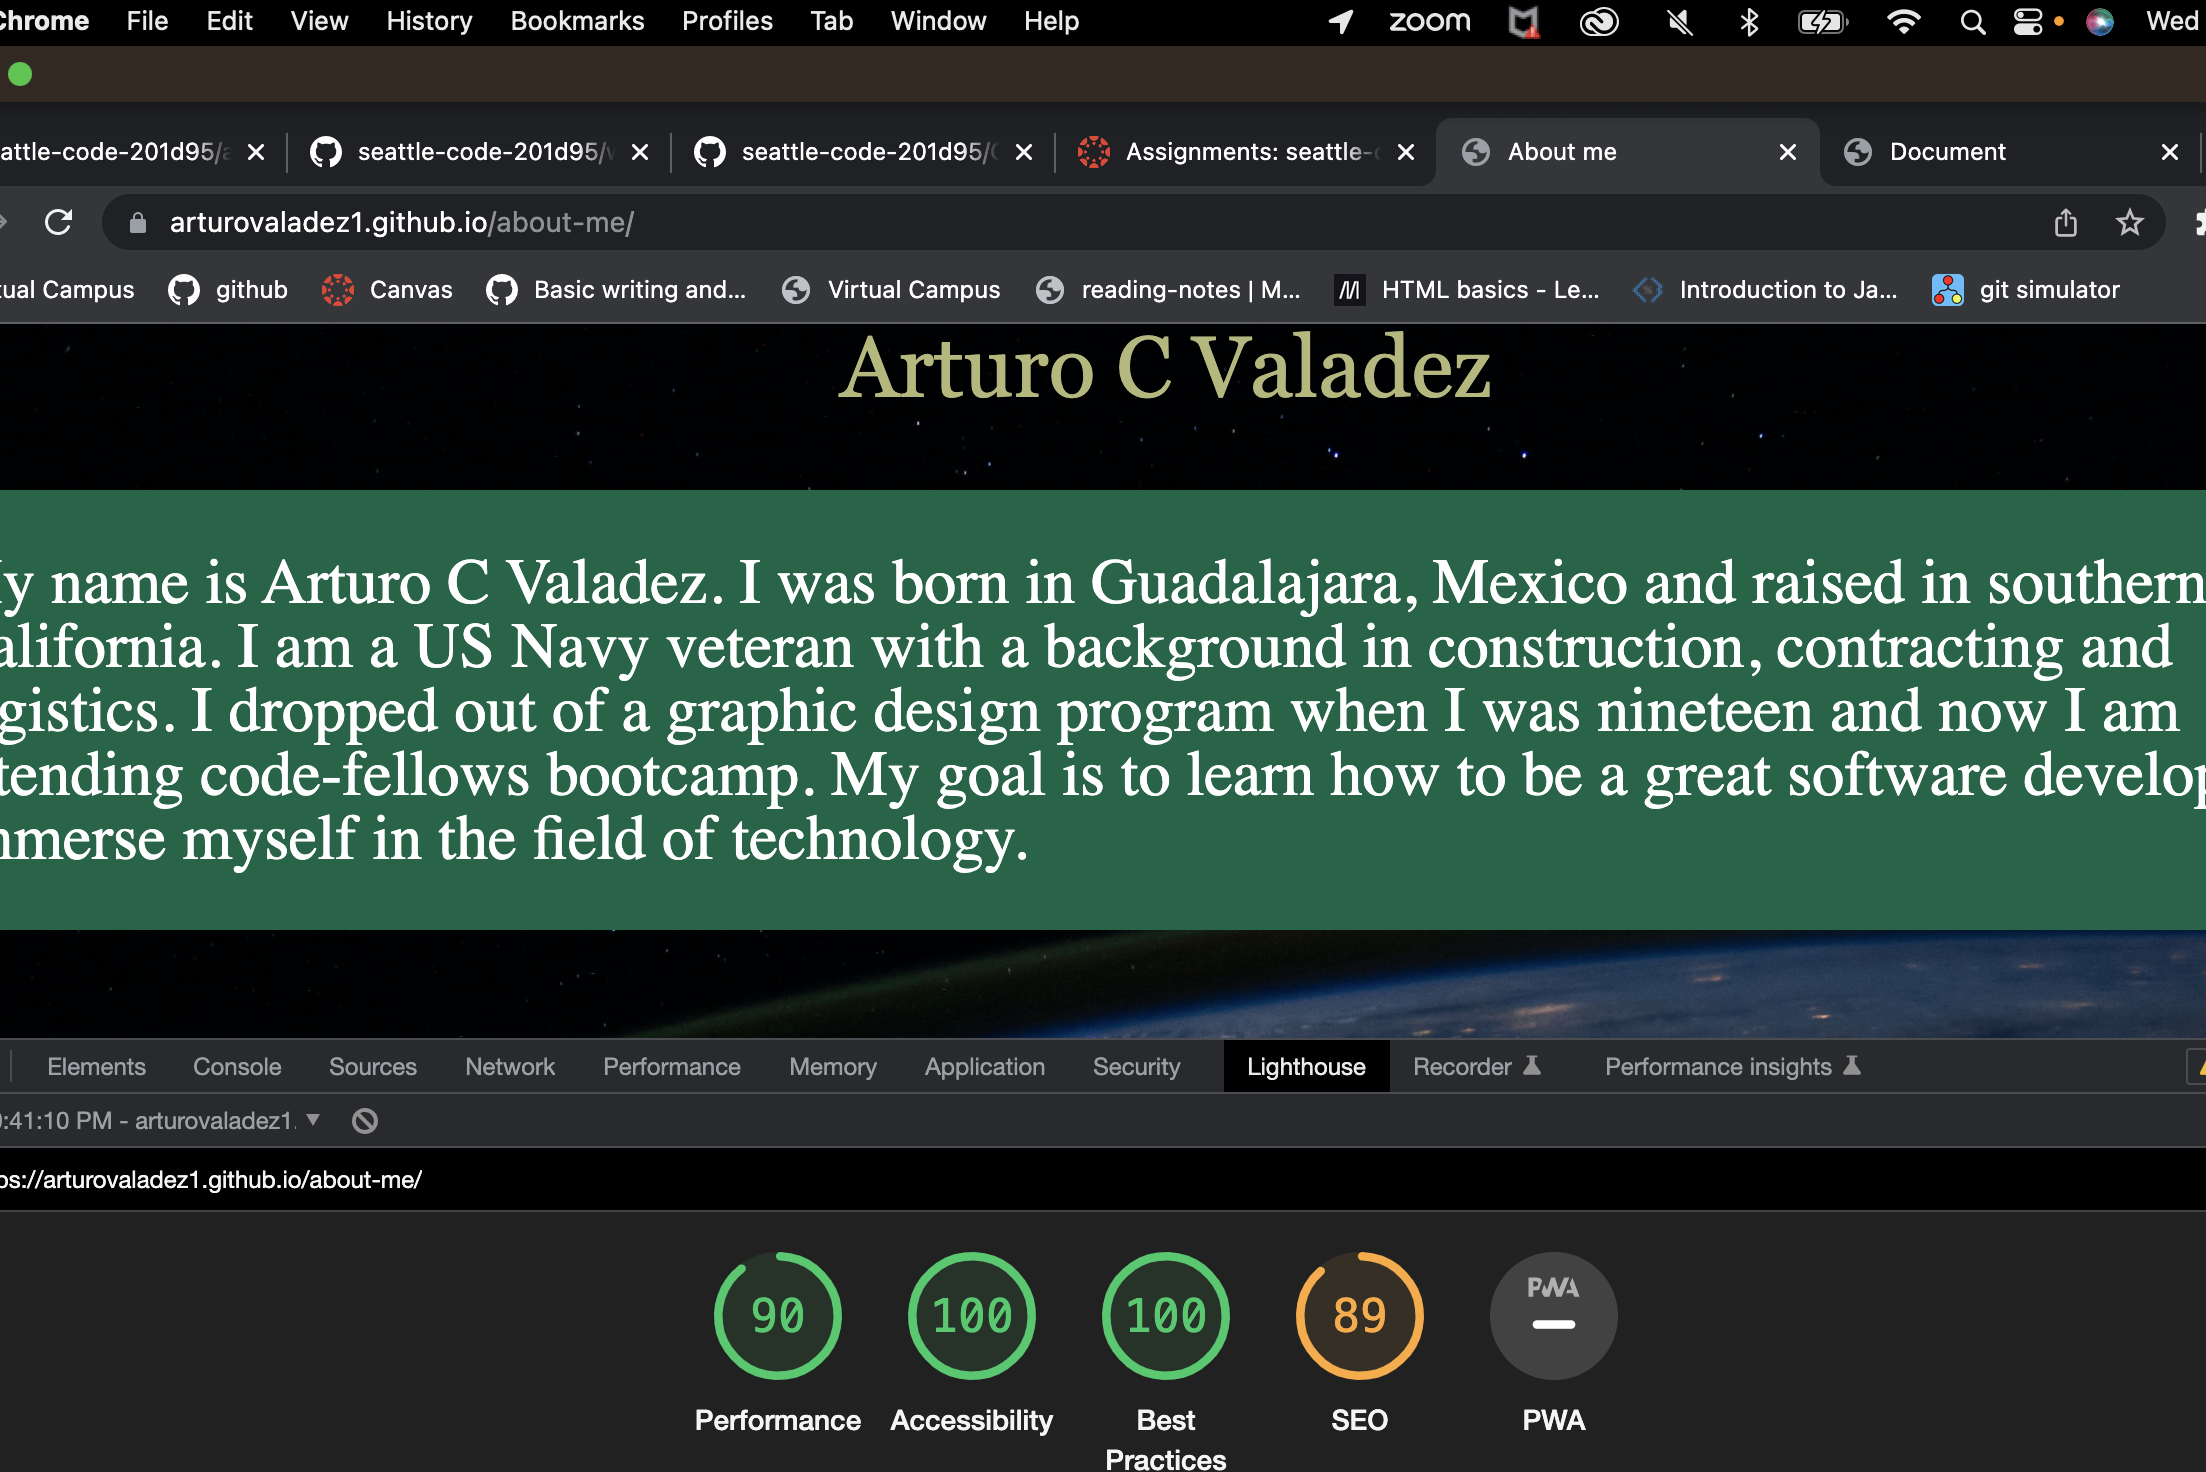 Chrome File Edit View History Bookmarks Profiles Tab Window Help zoom Wed
attle-code-201d95/ seattle-code-201d95/ seattle-code-201d95/ Assignments: seattle- About me Document
arturovaladez1.github.io/about-me/
tual Campus github Canvas Basic writing and... Virtual Campus reading-notes | M... HTML basics - Le... Introduction to Ja... git simulator
Arturo C Valadez
y name is Arturo C Valadez. I was born in Guadalajara, Mexico and raised in southern
alifornia. I am a US Navy veteran with a background in construction, contracting and
gistics. I dropped out of a graphic design program when I was nineteen and now I am
tending code-fellows bootcamp. My goal is to learn how to be a great software develop
mmerse myself in the field of technology.
Elements Console Sources Network Performance Memory Application Security Lighthouse Recorder Performance insights
:41:10 PM - arturovaladez1.
ps://arturovaladez1.github.io/about-me/
90 100 100 89 PWA
Performance Accessibility Best Practices SEO PWA